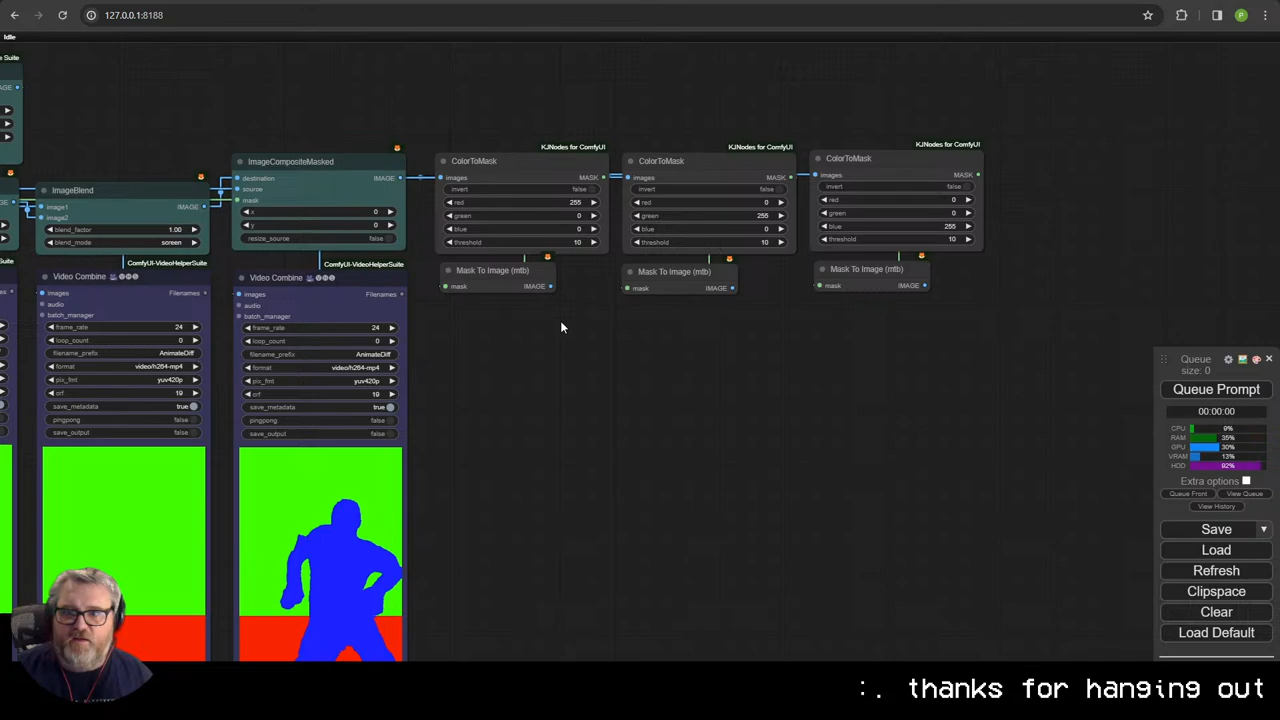 127.0.0.1:8188
Idle
e Suite
AGE
ImageBlend
image1
IMAGE
image2
blend_factor
1.00
blend_mode
screen
ImageCompositeMasked
destination
IMAGE
source
mask
x
0
y
0
resize_source
false
KJNodes for ComfyUI
ColorToMask
images
MASK
invert
false
red
255
green
0
blue
0
threshold
10
KJNodes for ComfyUI
ColorToMask
images
MASK
invert
false
red
0
green
255
blue
0
threshold
10
KJNodes for ComfyUI
ColorToMask
images
MASK
invert
false
red
0
green
0
blue
255
threshold
10
Mask To Image (mtb)
mask
IMAGE
Mask To Image (mtb)
mask
IMAGE
Mask To Image (mtb)
mask
IMAGE
ComfyUI-VideoHelperSuite
Video Combine
images
Filenames
audio
batch_manager
frame_rate
24
loop_count
0
filename_prefix
AnimateDiff
format
video/h264-mp4
pix_fmt
yuv420p
crf
19
save_metadata
true
pingpong
false
save_output
false
ComfyUI-VideoHelperSuite
Video Combine
images
Filenames
audio
batch_manager
frame_rate
24
loop_count
0
filename_prefix
AnimateDiff
format
video/h264-mp4
pix_fmt
yuv420p
crf
19
save_metadata
true
pingpong
false
save_output
false
Queue
size: 0
Queue Prompt
00:00:00
CPU
9%
RAM
35%
GPU
30%
VRAM
13%
HDD
92%
Extra options
Queue Front
View Queue
View History
Save
Load
Refresh
Clipspace
Clear
Load Default
:. thanks for hanging out